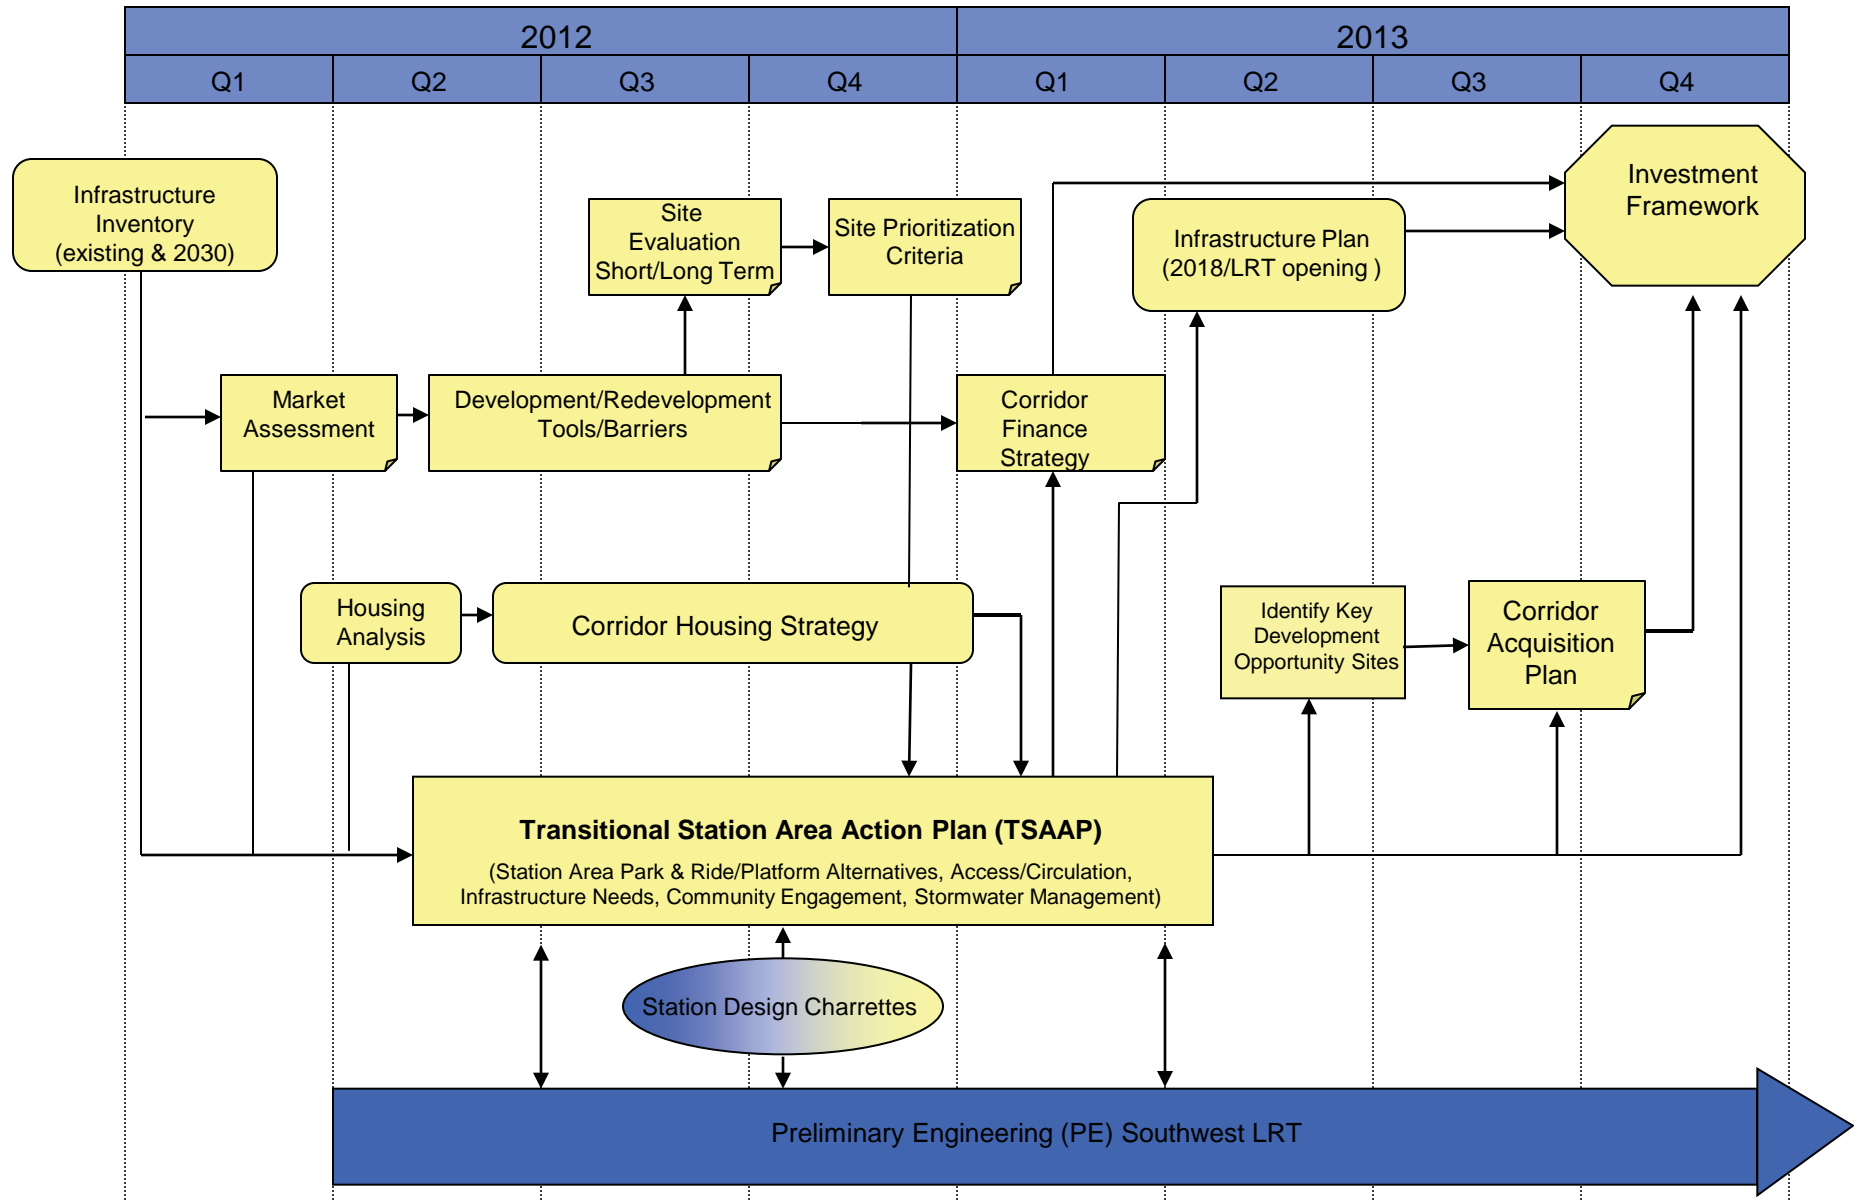 2012
2013
Q1
Q2
Q3
Q4
Q1
Q2
Q3
Q4
Infrastructure
Inventory
(existing & 2030)
Site
Evaluation
Short/Long Term
Site Prioritization
Criteria
Infrastructure Plan
(2018/LRT opening )
Investment
Framework
Market
Assessment
Development/Redevelopment
Tools/Barriers
Corridor
Finance
Strategy
Housing
Analysis
Corridor Housing Strategy
Identify Key
Development
Opportunity Sites
Corridor
Acquisition
Plan
Transitional Station Area Action Plan (TSAAP)
(Station Area Park & Ride/Platform Alternatives, Access/Circulation,
Infrastructure Needs, Community Engagement, Stormwater Management)
Station Design Charrettes
Preliminary Engineering (PE) Southwest LRT